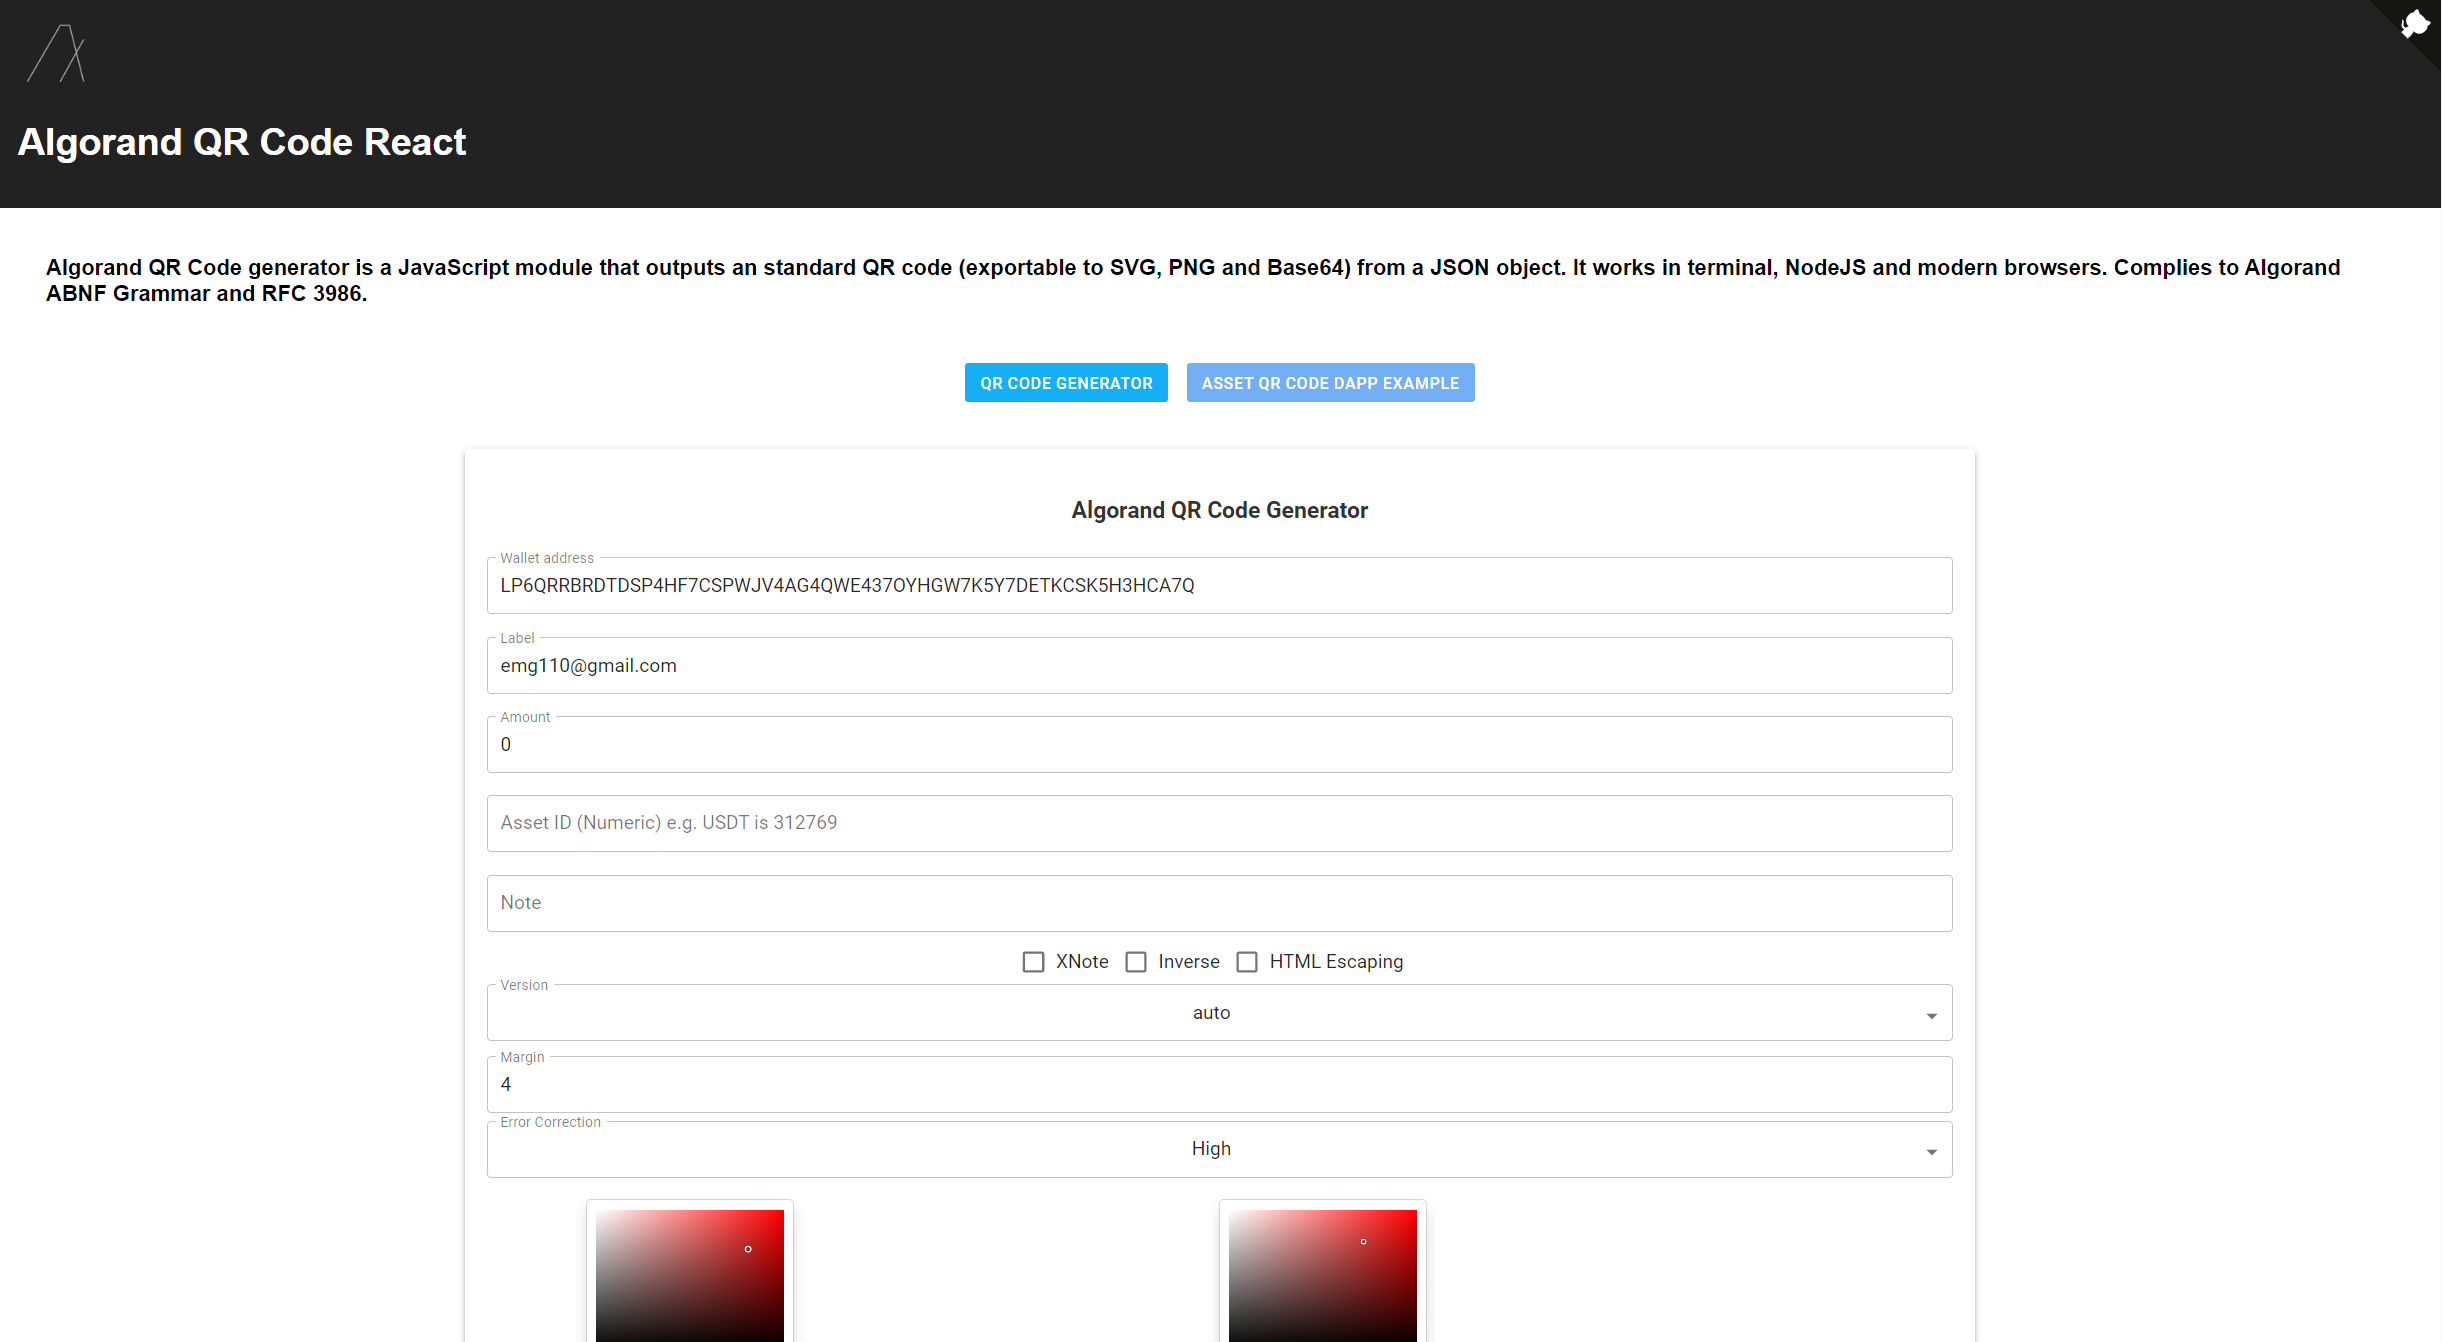 Algorand QR Code React
Algorand QR Code generator is a JavaScript module that outputs an standard QR code (exportable to SVG, PNG and Base64) from a JSON object. It works in terminal, NodeJS and modern browsers. Complies to Algorand
ABNF Grammar and RFC 3986.
QR CODE GENERATOR
ASSET QR CODE DAPP EXAMPLE
Algorand QR Code Generator
Wallet address
LP6QRRBRDTDSP4HF7CSPWJV4AG4QWE437OYHGW7K5Y7DETKCSK5H3HCA7Q
Label
emg110@gmail.com
Amount
0
Asset ID (Numeric) e.g. USDT is 312769
Note
XNote
Inverse
HTML Escaping
Version
auto
Margin
4
Error Correction
High